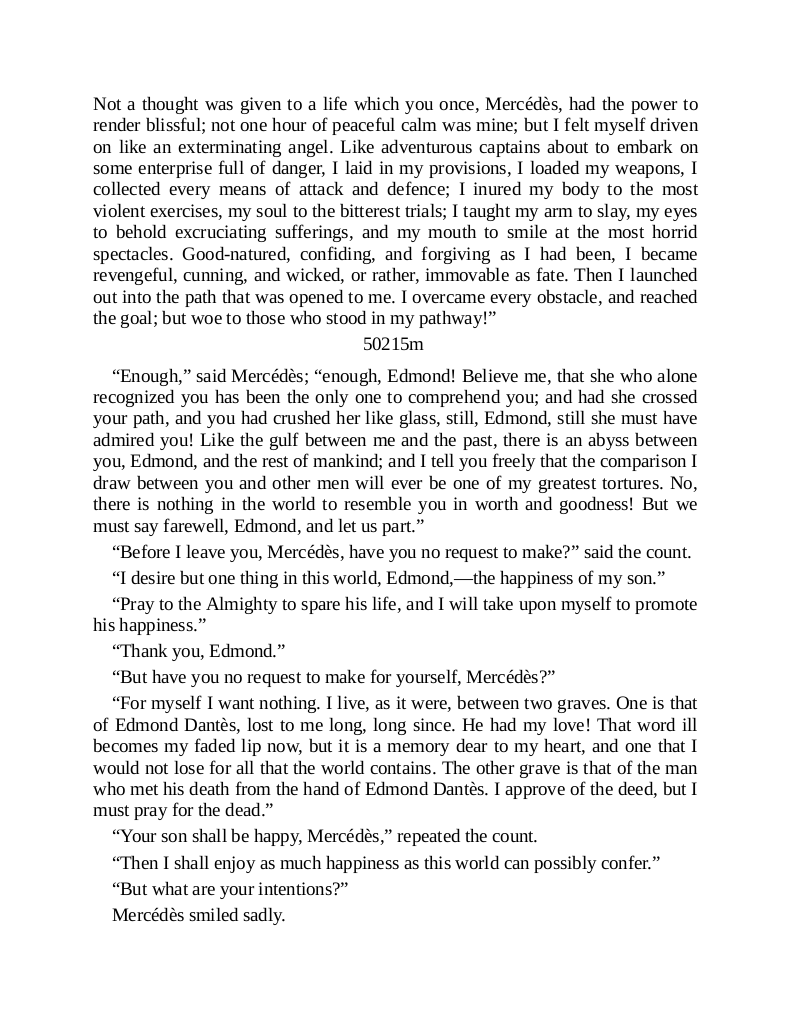 Not a thought was given to a life which you once, Mercédès, had the power to
render blissful; not one hour of peaceful calm was mine; but I felt myself driven
on like an exterminating angel. Like adventurous captains about to embark on
some enterprise full of danger, I laid in my provisions, I loaded my weapons, I
collected every means of attack and defence; I inured my body to the most
violent exercises, my soul to the bitterest trials; I taught my arm to slay, my eyes
to behold excruciating sufferings, and my mouth to smile at the most horrid
spectacles. Good-natured, confiding, and forgiving as I had been, I became
revengeful, cunning, and wicked, or rather, immovable as fate. Then I launched
out into the path that was opened to me. I overcame every obstacle, and reached
the goal; but woe to those who stood in my pathway!”
50215m
“Enough,” said Mercédès; “enough, Edmond! Believe me, that she who alone
recognized you has been the only one to comprehend you; and had she crossed
your path, and you had crushed her like glass, still, Edmond, still she must have
admired you! Like the gulf between me and the past, there is an abyss between
you, Edmond, and the rest of mankind; and I tell you freely that the comparison I
draw between you and other men will ever be one of my greatest tortures. No,
there is nothing in the world to resemble you in worth and goodness! But we
must say farewell, Edmond, and let us part.”
“Before I leave you, Mercédès, have you no request to make?” said the count.
“I desire but one thing in this world, Edmond,—the happiness of my son.”
“Pray to the Almighty to spare his life, and I will take upon myself to promote
his happiness.”
“Thank you, Edmond.”
“But have you no request to make for yourself, Mercédès?”
“For myself I want nothing. I live, as it were, between two graves. One is that
of Edmond Dantès, lost to me long, long since. He had my love! That word ill
becomes my faded lip now, but it is a memory dear to my heart, and one that I
would not lose for all that the world contains. The other grave is that of the man
who met his death from the hand of Edmond Dantès. I approve of the deed, but I
must pray for the dead.”
“Your son shall be happy, Mercédès,” repeated the count.
“Then I shall enjoy as much happiness as this world can possibly confer.”
“But what are your intentions?”
Mercédès smiled sadly.